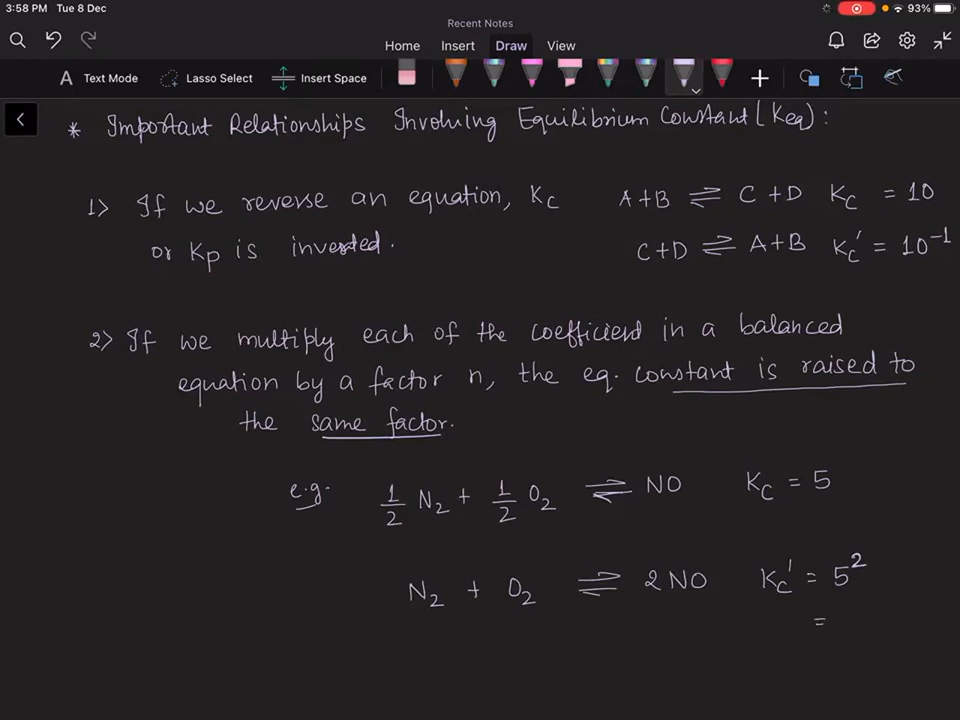 3:58 PM Tue 8 Dec
93%
Recent Notes
Home Insert Draw View
Text Mode Lasso Select Insert Space
* Important Relationships Involving Equilibrium Constant (Keq) :
1> If we reverse an equation, Kc A+B ⇌ C+D Kc = 10
or Kp is inverted. C+D ⇌ A+B Kc' = 10⁻¹
2> If we multiply each of the coefficient in a balanced
equation by a factor n, the eq. constant is raised to
the same factor.
e.g. 1/2 N₂ + 1/2 O₂ ⇌ NO Kc = 5
N₂ + O₂ ⇌ 2 NO Kc' = 5²
=